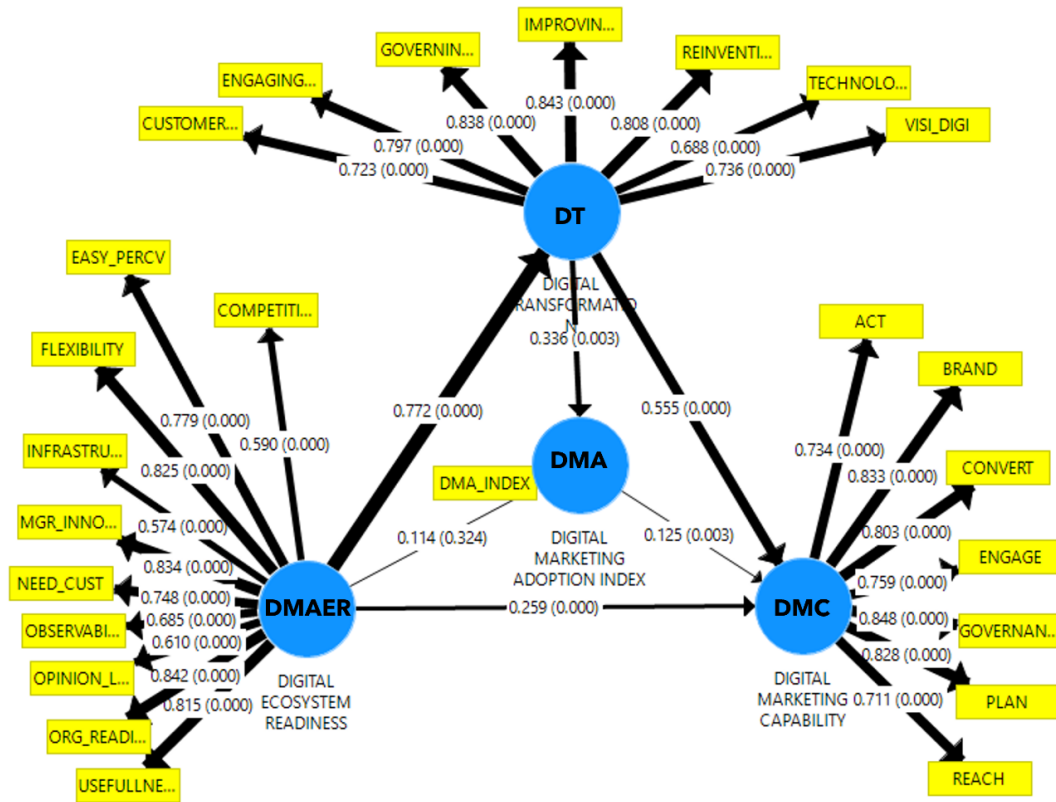 IMPROVIN...
GOVERNIN...
REINVENTI...
ENGAGING...
TECHNOLO...
CUSTOMER...
VISI_DIGI
0.843 (0.000)
0.838 (0.000)
0.808 (0.000)
0.797 (0.000)
0.688 (0.000)
0.723 (0.000)
0.736 (0.000)
DT
DIGITAL
TRANSFORMATIO
N
0.336 (0.003)
EASY_PERCV
COMPETITI...
FLEXIBILITY
INFRASTRU...
MGR_INNO...
NEED_CUST
OBSERVABI...
OPINION_L...
ORG_READI...
USEFULLNE...
0.779 (0.000)
0.590 (0.000)
0.825 (0.000)
0.574 (0.000)
0.834 (0.000)
0.748 (0.000)
0.685 (0.000)
0.610 (0.000)
0.842 (0.000)
0.815 (0.000)
DMAER
DIGITAL
ECOSYSTEM
READINESS
0.772 (0.000)
0.555 (0.000)
DMA
DMA_INDEX
DIGITAL
MARKETING
ADOPTION INDEX
0.114 (0.324)
0.125 (0.003)
0.259 (0.000)
DMC
DIGITAL
MARKETING
CAPABILITY
ACT
BRAND
CONVERT
ENGAGE
GOVERNAN...
PLAN
REACH
0.734 (0.000)
0.833 (0.000)
0.803 (0.000)
0.759 (0.000)
0.848 (0.000)
0.828 (0.000)
0.711 (0.000)